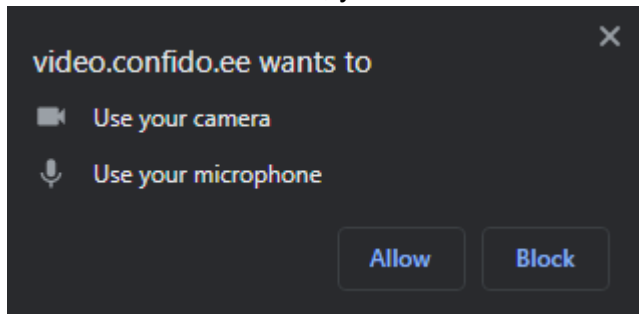 video.confido.ee wants to
Use your camera
Use your microphone
Allow
Block